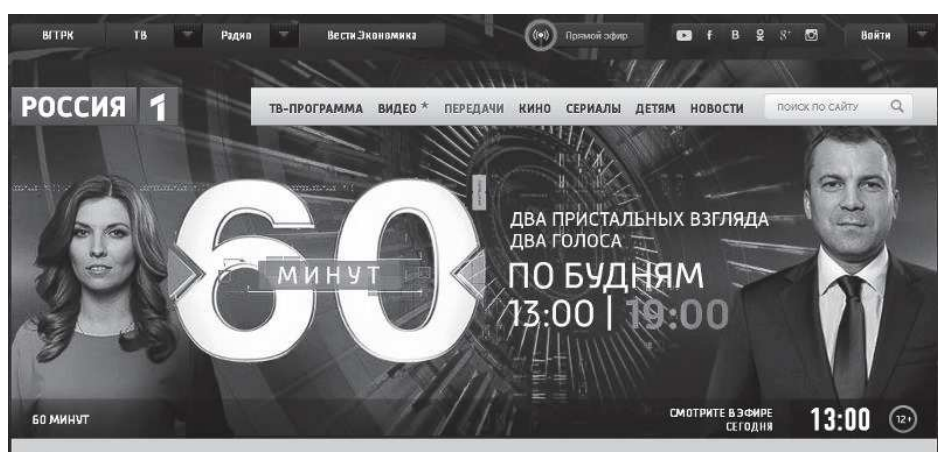 ВГТРК ТВ Радио Вести.Экономика Прямой эфир Войти
РОССИЯ 1
ТВ-ПРОГРАММА ВИДЕО * ПЕРЕДАЧИ КИНО СЕРИАЛЫ ДЕТЯМ НОВОСТИ ПОИСК ПО САЙТУ
60
МИНУТ
ДВА ПРИСТАЛЬНЫХ ВЗГЛЯДА
ДВА ГОЛОСА
ПО БУДНЯМ
13:00 | 19:00
60 МИНУТ
СМОТРИТЕ В ЭФИРЕ
СЕГОДНЯ
13:00 12+